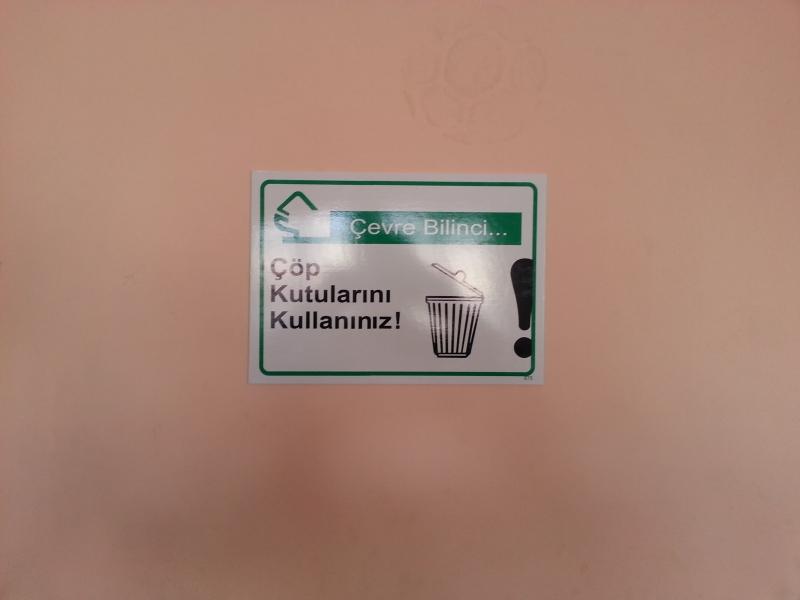 Çevre Bilinci...
Çöp
Kutularını
Kullanınız!